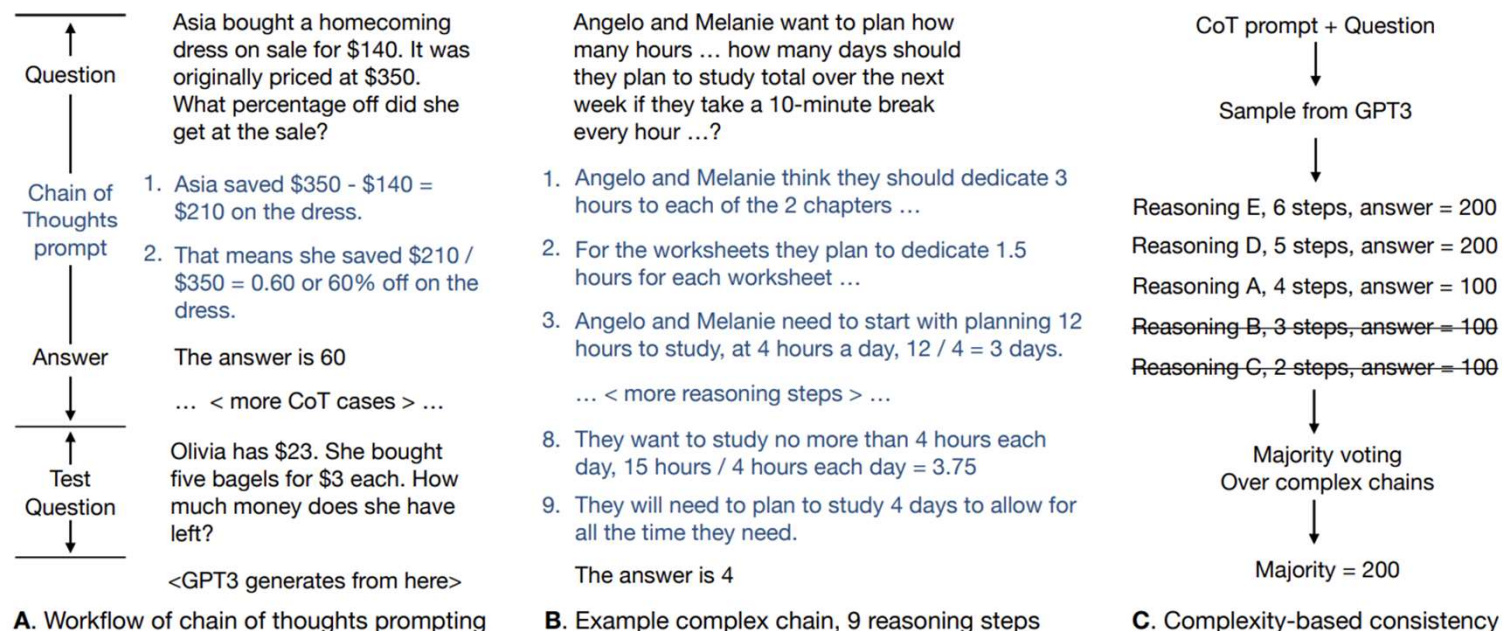 Question
Chain of
Thoughts
prompt
Answer
Test
Question
Asia bought a homecoming
dress on sale for $140. It was
originally priced at $350.
What percentage off did she
get at the sale?
1. Asia saved $350 - $140 =
$210 on the dress.
2. That means she saved $210 /
$350 = 0.60 or 60% off on the
dress.
The answer is 60
... < more CoT cases > ...
Olivia has $23. She bought
five bagels for $3 each. How
much money does she have
left?
<GPT3 generates from here>
A. Workflow of chain of thoughts prompting
Angelo and Melanie want to plan how
many hours ... how many days should
they plan to study total over the next
week if they take a 10-minute break
every hour ...?
1. Angelo and Melanie think they should dedicate 3
hours to each of the 2 chapters ...
2. For the worksheets they plan to dedicate 1.5
hours for each worksheet ...
3. Angelo and Melanie need to start with planning 12
hours to study, at 4 hours a day, 12 / 4 = 3 days.
... < more reasoning steps > ...
8. They want to study no more than 4 hours each
day, 15 hours / 4 hours each day = 3.75
9. They will need to plan to study 4 days to allow for
all the time they need.
The answer is 4
B. Example complex chain, 9 reasoning steps
CoT prompt + Question
Sample from GPT3
Reasoning E, 6 steps, answer = 200
Reasoning D, 5 steps, answer = 200
Reasoning A, 4 steps, answer = 100
Reasoning B, 3 steps, answer = 100
Reasoning C, 2 steps, answer = 100
Majority voting
Over complex chains
Majority = 200
C. Complexity-based consistency